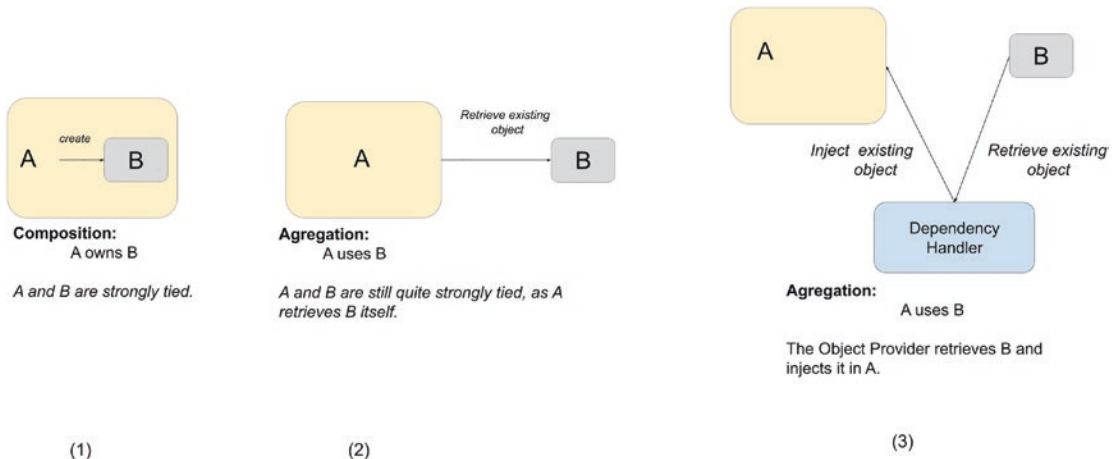 A
create
B
Composition:
A owns B
A and B are strongly tied.
(1)
A
Retrieve existing
object
B
Agregation:
A uses B
A and B are still quite strongly tied, as A
retrieves B itself.
(2)
A
B
Inject existing
object
Retrieve existing
object
Dependency
Handler
Agregation:
A uses B
The Object Provider retrieves B and
injects it in A.
(3)